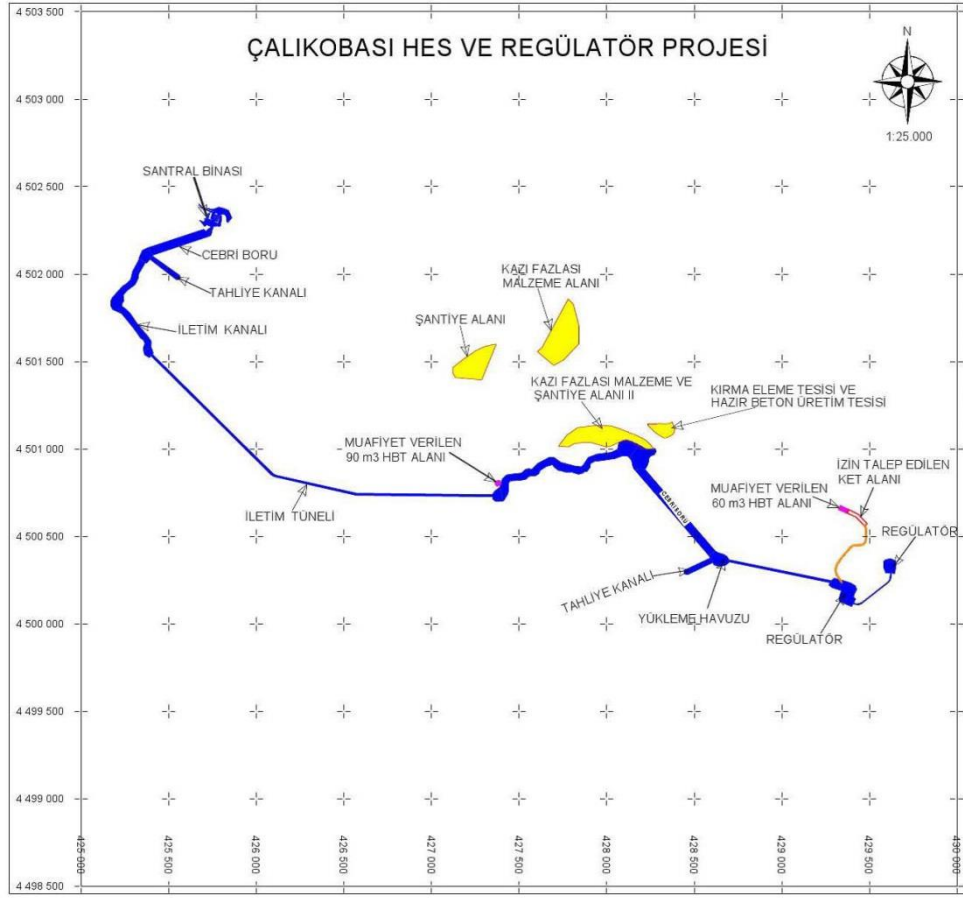 4 503 500
ÇALIKOBASI HES VE REGÜLATÖR PROJESİ
N
4 503 000
1:25.000
4 502 500
SANTRAL BİNASI
CEBRİ BORU
4 502 000
TAHLİYE KANALI
KAZI FAZLASI
MALZEME ALANI
İLETİM KANALI
ŞANTİYE ALANI
4 501 500
KAZI FAZLASI MALZEME VE
ŞANTİYE ALANI II
KIRMA ELEME TESİSİ VE
HAZIR BETON ÜRETİM TESİSİ
4 501 000
MUAFİYET VERİLEN
90 m3 HBT ALANI
İZİN TALEP EDİLEN
KET ALANI
MUAFİYET VERİLEN
60 m3 HBT ALANI
CEBRİ BORU
İLETİM TÜNELİ
4 500 500
REGÜLATÖR
TAHLİYE KANALI
YÜKLEME HAVUZU
4 500 000
REGÜLATÖR
4 499 500
4 499 000
425 000
425 500
426 000
426 500
427 000
427 500
428 000
428 500
429 000
429 500
430 000
4 498 500